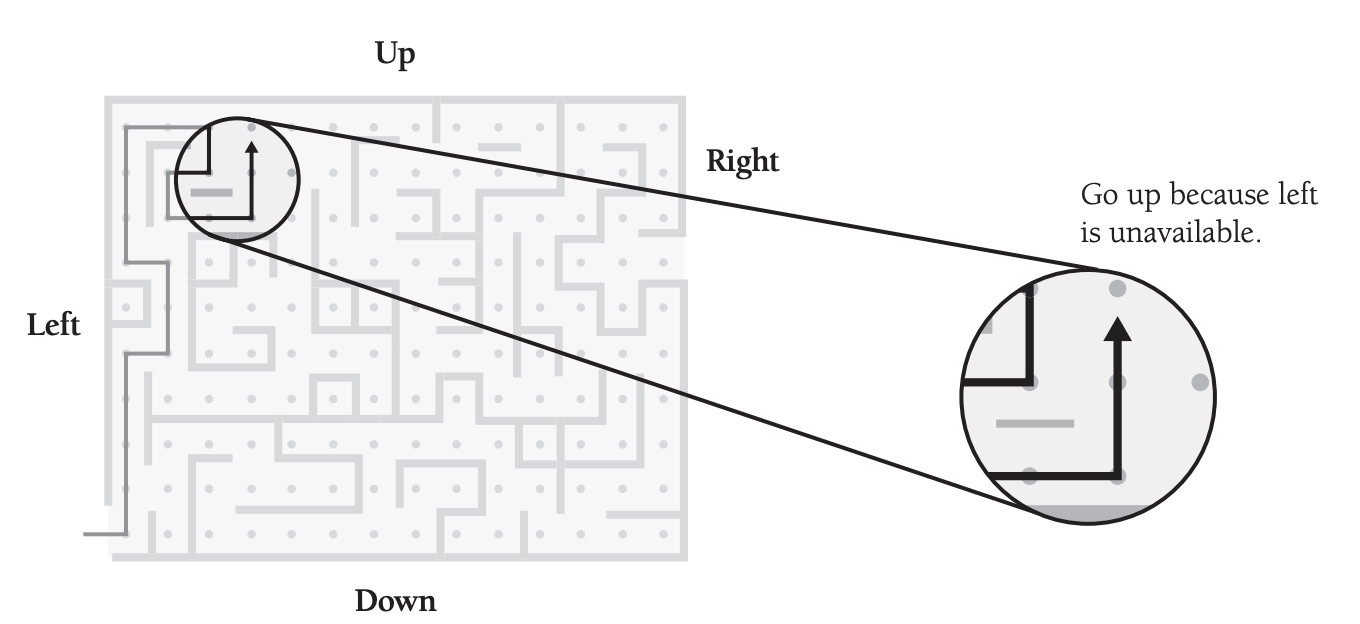 Up
Right
Go up because left
is unavailable.
Left
Down